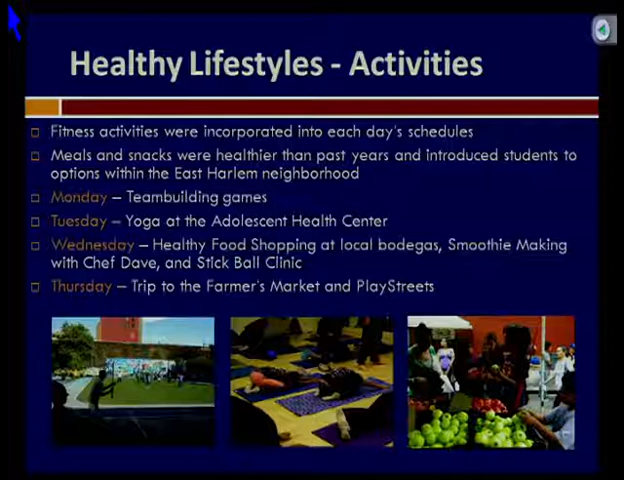 Healthy Lifestyles - Activities
Fitness activities were incorporated into each day's schedules
Meals and snacks were healthier than past years and introduced students to
options within the East Harlem neighborhood
Monday – Teambuilding games
Tuesday – Yoga at the Adolescent Health Center
Wednesday – Healthy Food Shopping at local bodegas, Smoothie Making
with Chef Dave, and Stick Ball Clinic
Thursday – Trip to the Farmer's Market and PlayStreets